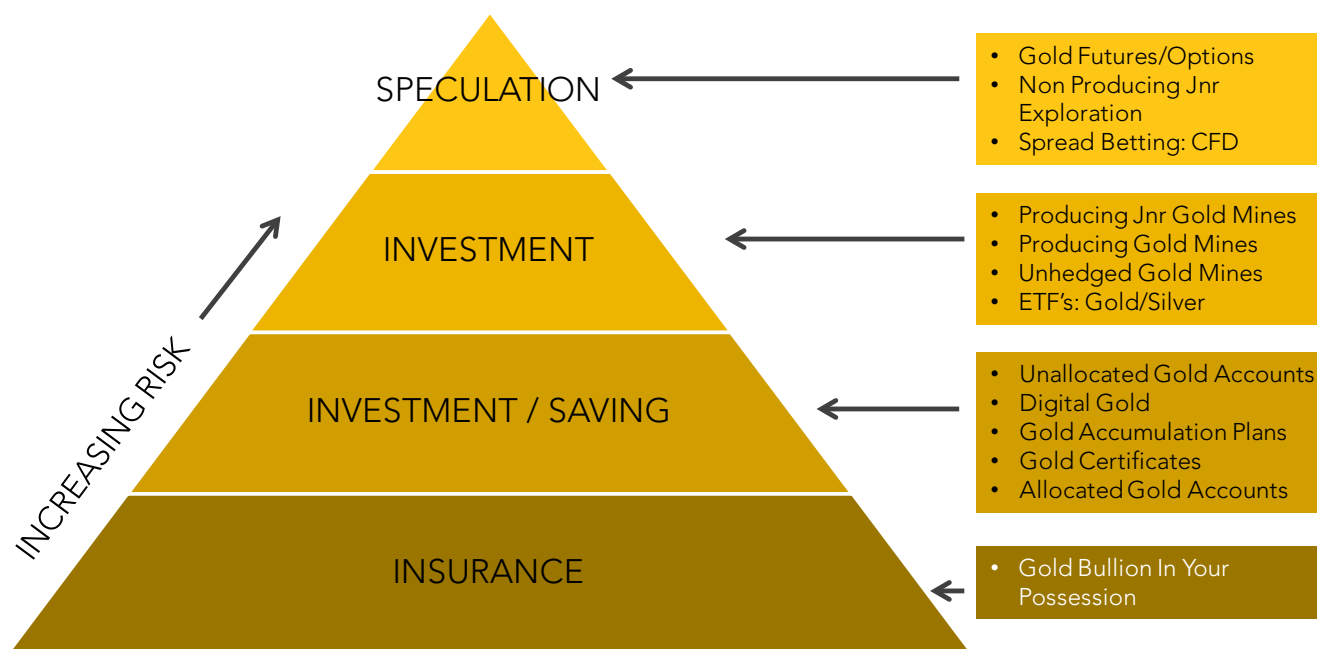 SPECULATION
• Gold Futures/Options
• Non Producing Jnr
Exploration
• Spread Betting: CFD
INVESTMENT
• Producing Jnr Gold Mines
• Producing Gold Mines
• Unhedged Gold Mines
• ETF's: Gold/Silver
INCREASING RISK
INVESTMENT / SAVING
• Unallocated Gold Accounts
• Digital Gold
• Gold Accumulation Plans
• Gold Certificates
• Allocated Gold Accounts
INSURANCE
• Gold Bullion In Your
Possession